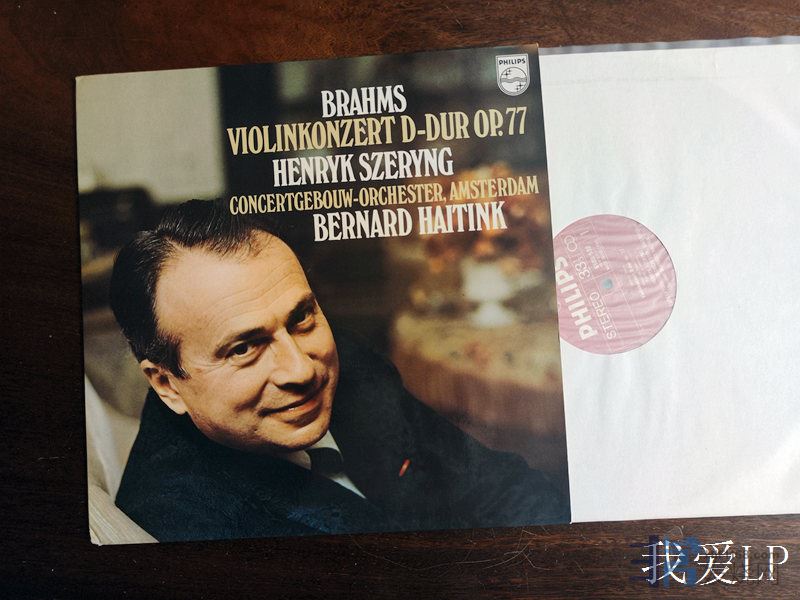 PHILIPS
BRAHMS
VIOLINKONZERT D-DUR OP. 77
HENRYK SZERYNG
CONCERTGEBOUW-ORCHESTER, AMSTERDAM
BERNARD HAITINK
PHILIPS
STEREO
33⅓
我爱LP